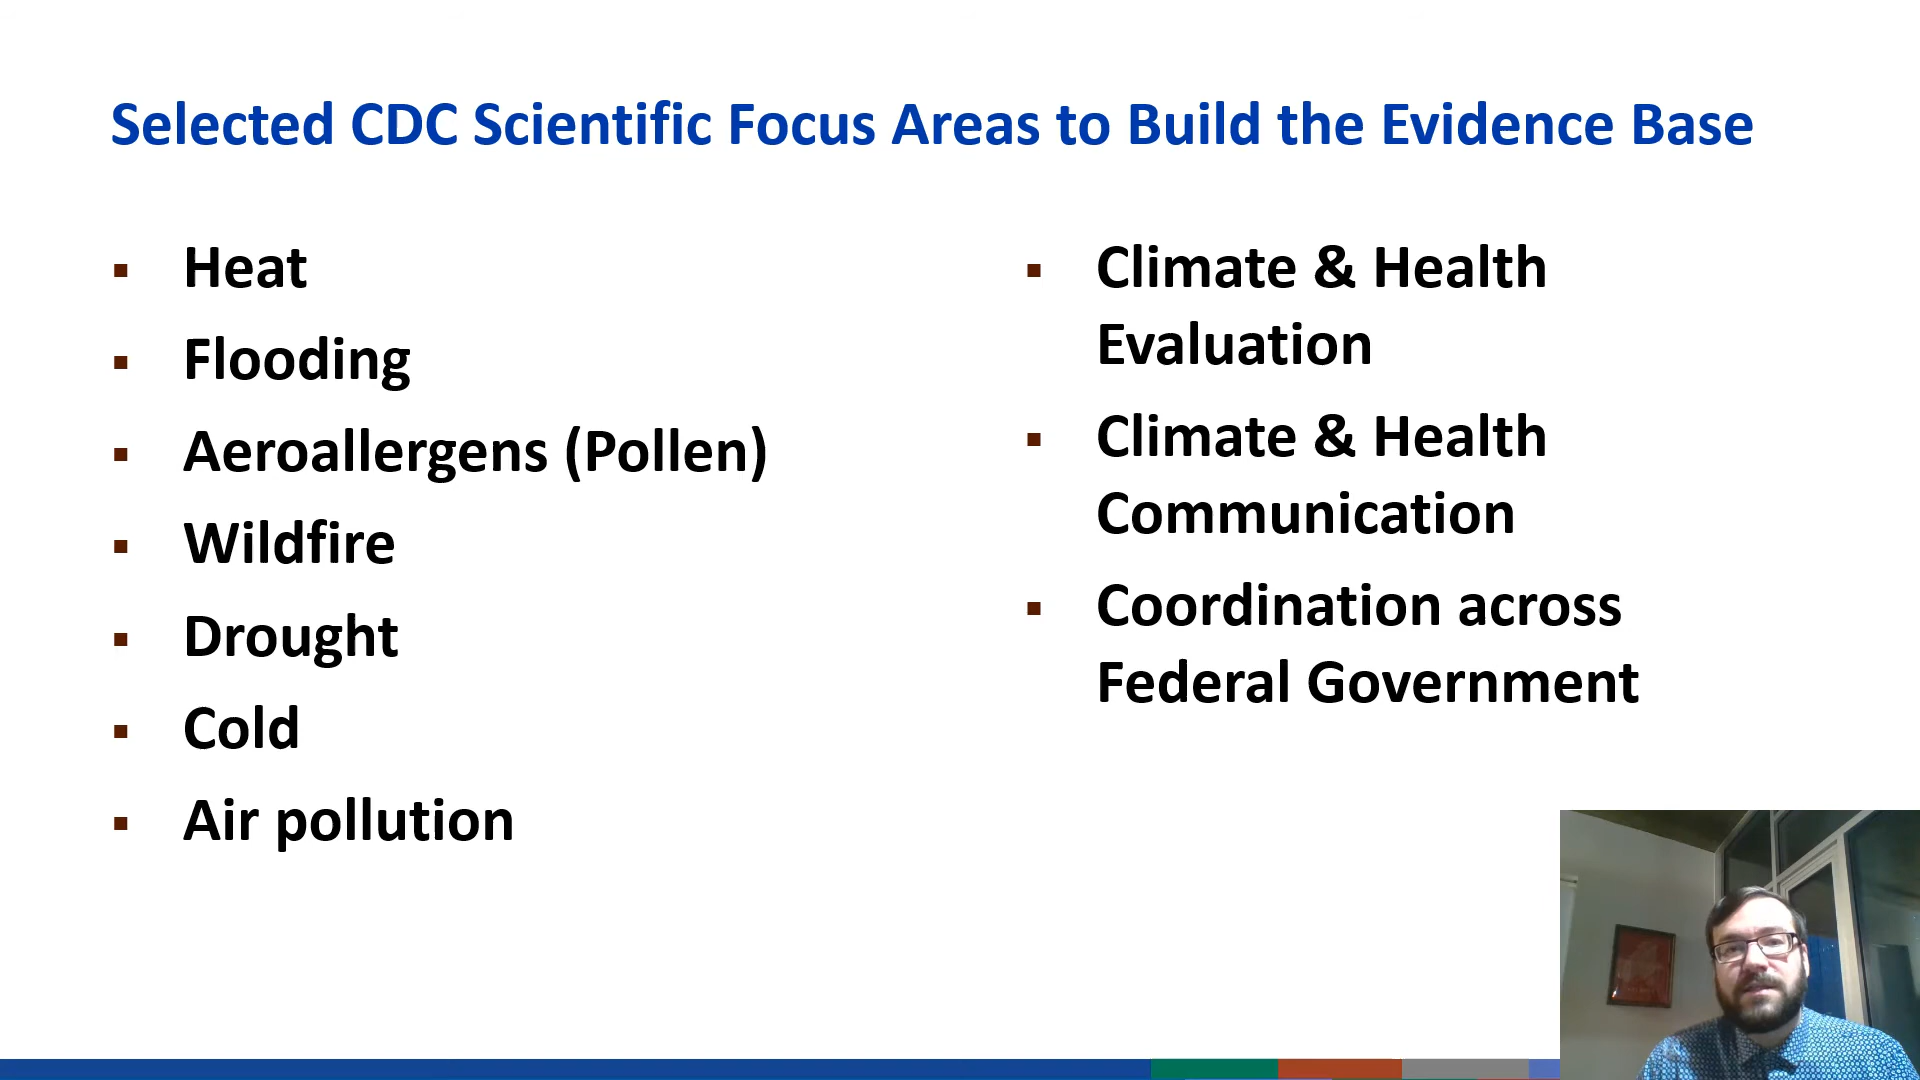 Selected CDC Scientific Focus Areas to Build the Evidence Base
Heat
Flooding
Aeroallergens (Pollen)
Wildfire
Drought
Cold
Air pollution
Climate & Health
Evaluation
Climate & Health
Communication
Coordination across
Federal Government